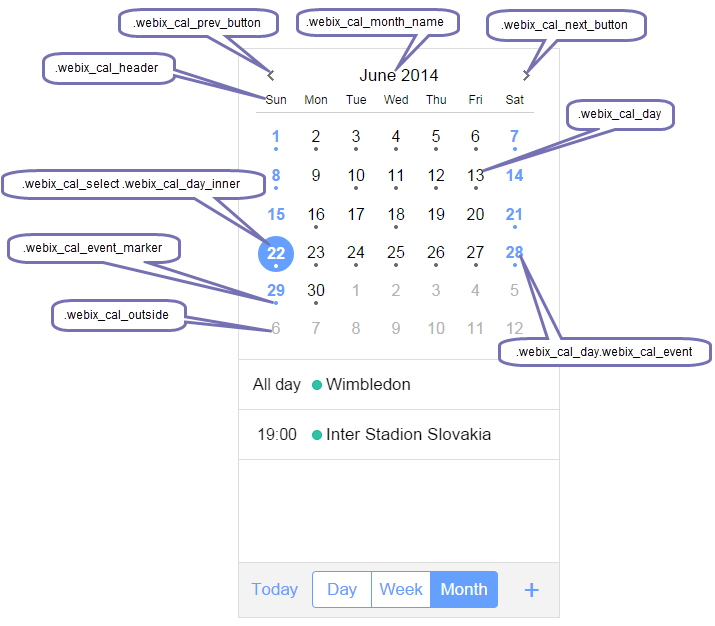 .webix_cal_prev_button
.webix_cal_month_name
.webix_cal_next_button
.webix_cal_header
June 2014
Sun Mon Tue Wed Thu Fri Sat
.webix_cal_day
1 2 3 4 5 6 7
8 9 10 11 12 13 14
.webix_cal_select .webix_cal_day_inner
15 16 17 18 19 20 21
.webix_cal_event_marker
22 23 24 25 26 27 28
29 30 1 2 3 4 5
.webix_cal_outside
6 7 8 9 10 11 12
.webix_cal_day.webix_cal_event
All day Wimbledon
19:00 Inter Stadion Slovakia
Today Day Week Month +